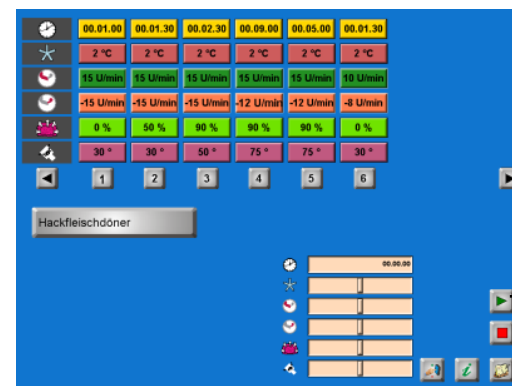 00.01.00 00.01.30 00.02.30 00.09.00 00.05.00 00.01.30
2 °C 2 °C 2 °C 2 °C 2 °C 2 °C
15 U/min 15 U/min 15 U/min 15 U/min 15 U/min 10 U/min
-15 U/min -15 U/min -15 U/min -12 U/min -12 U/min -8 U/min
0 % 50 % 90 % 90 % 90 % 0 %
30 ° 30 ° 50 ° 75 ° 75 ° 30 °
1 2 3 4 5 6
Hackfleischdöner
00.00.00
i